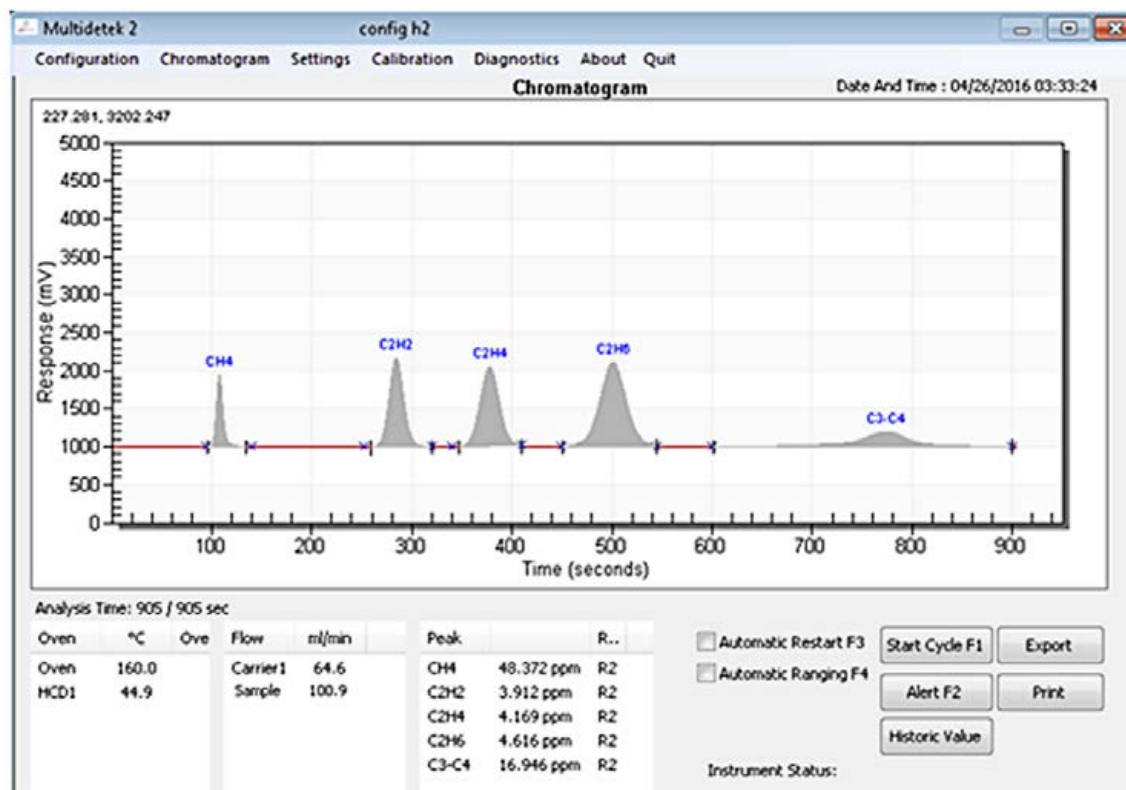 Multidetek 2 config h2
Configuration Chromatogram Settings Calibration Diagnostics About Quit
Chromatogram Date And Time : 04/26/2016 03:33:24
227.281, 3202.247
5000
4500
4000
3500
3000
2500
2000
1500
1000
500
0
Response (mV)
CH4
C2H2
C2H4
C2H6
C3-C4
100 200 300 400 500 600 700 800 900
Time (seconds)
Analysis Time: 905 / 905 sec
Oven °C Ove
Oven 160.0
HCD1 44.9
Flow ml/min
Carrier1 64.6
Sample 100.9
Peak R..
CH4 48.372 ppm R2
C2H2 3.912 ppm R2
C2H4 4.169 ppm R2
C2H6 4.616 ppm R2
C3-C4 16.946 ppm R2
Automatic Restart F3
Automatic Ranging F4
Start Cycle F1
Export
Alert F2
Print
Historic Value
Instrument Status: